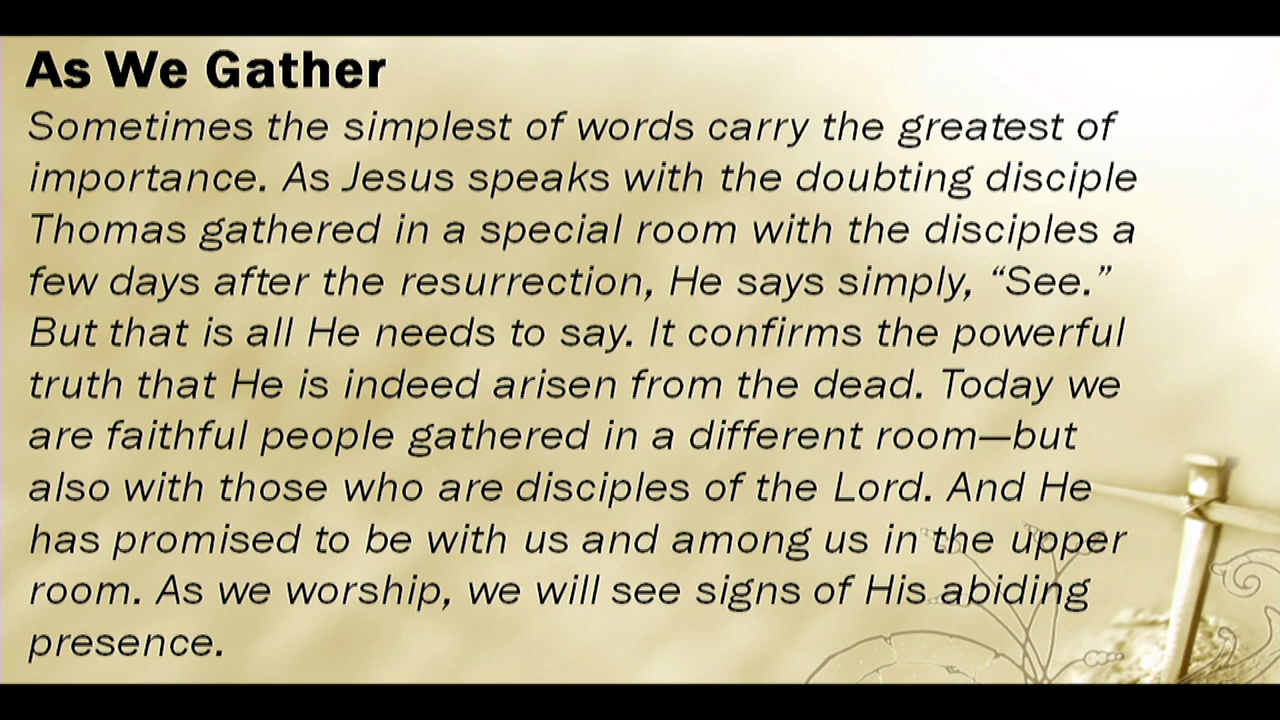 As We Gather
Sometimes the simplest of words carry the greatest of
importance. As Jesus speaks with the doubting disciple
Thomas gathered in a special room with the disciples a
few days after the resurrection, He says simply, “See.”
But that is all He needs to say. It confirms the powerful
truth that He is indeed arisen from the dead. Today we
are faithful people gathered in a different room—but
also with those who are disciples of the Lord. And He
has promised to be with us and among us in the upper
room. As we worship, we will see signs of His abiding
presence.